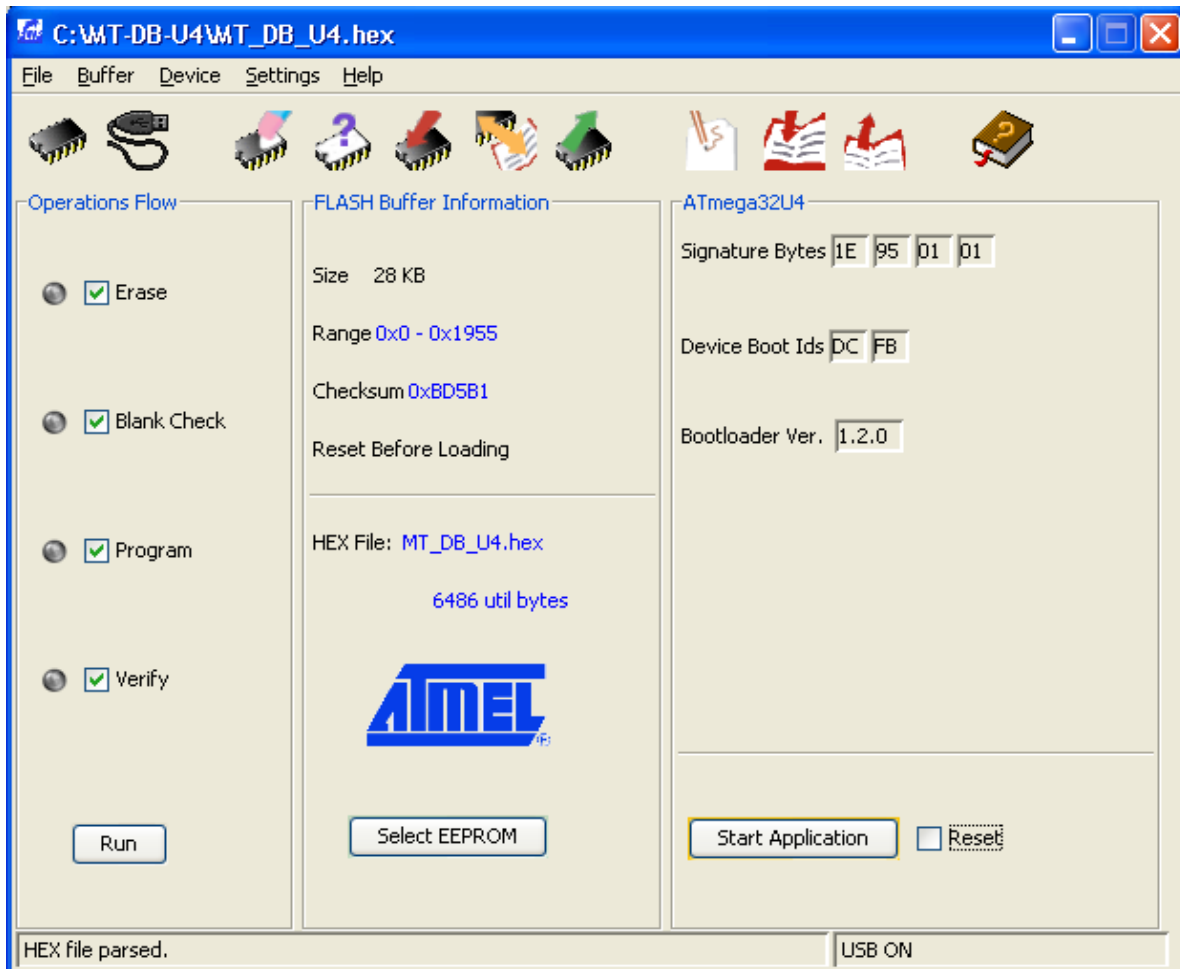 C:\MT-DB-U4\MT_DB_U4.hex
File Buffer Device Settings Help
Operations Flow
Erase
Blank Check
Program
Verify
Run
FLASH Buffer Information
Size 28 KB
Range 0x0 - 0x1955
Checksum 0xBD5B1
Reset Before Loading
HEX File: MT_DB_U4.hex
6486 util bytes
ATMEL®
Select EEPROM
ATmega32U4
Signature Bytes 1E 95 01 01
Device Boot Ids DC FB
Bootloader Ver. 1.2.0
Start Application Reset
HEX file parsed. USB ON